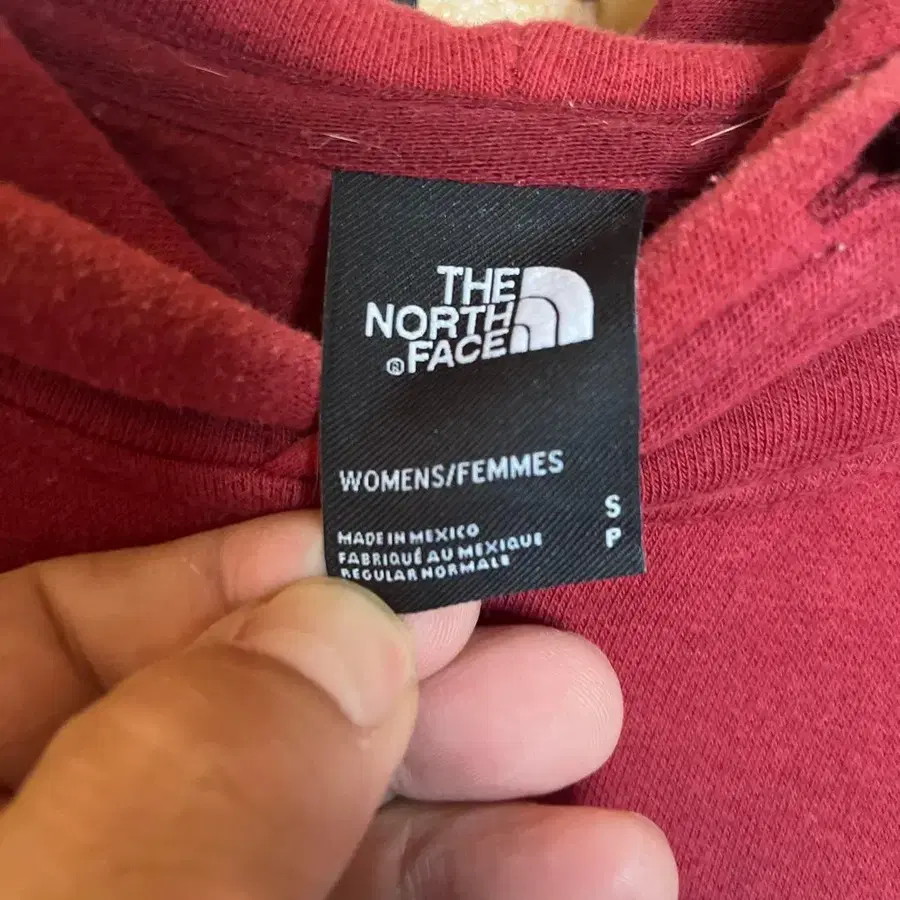 THE
NORTH
FACE
®
WOMENS/FEMMES
S
P
MADE IN MEXICO
FABRIQUÉ AU MEXIQUE
REGULAR NORMALE